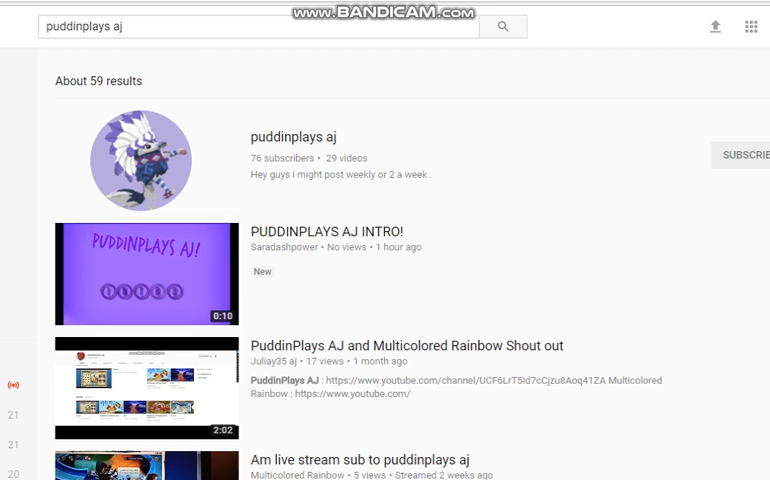 www.BANDICAM.com
puddinplays aj
About 59 results
puddinplays aj
76 subscribers • 29 videos
Hey guys i might post weekly or 2 a week .
SUBSCRIBE
PUDDINPLAYS AJ!
INTRO
0:10
PUDDINPLAYS AJ INTRO!
Saradashpower • No views • 1 hour ago
New
PuddinPlays AJ and Multicolored Rainbow Shout out
Juliay35 aj • 17 views • 1 month ago
PuddinPlays AJ : https://www.youtube.com/channel/UCF6LrT5Id7cCjzu8Aoq41ZA Multicolored
Rainbow : https://www.youtube.com/
2:02
21
21
20
Am live stream sub to puddinplays aj
Multicolored Rainbow • 5 views • Streamed 2 weeks ago